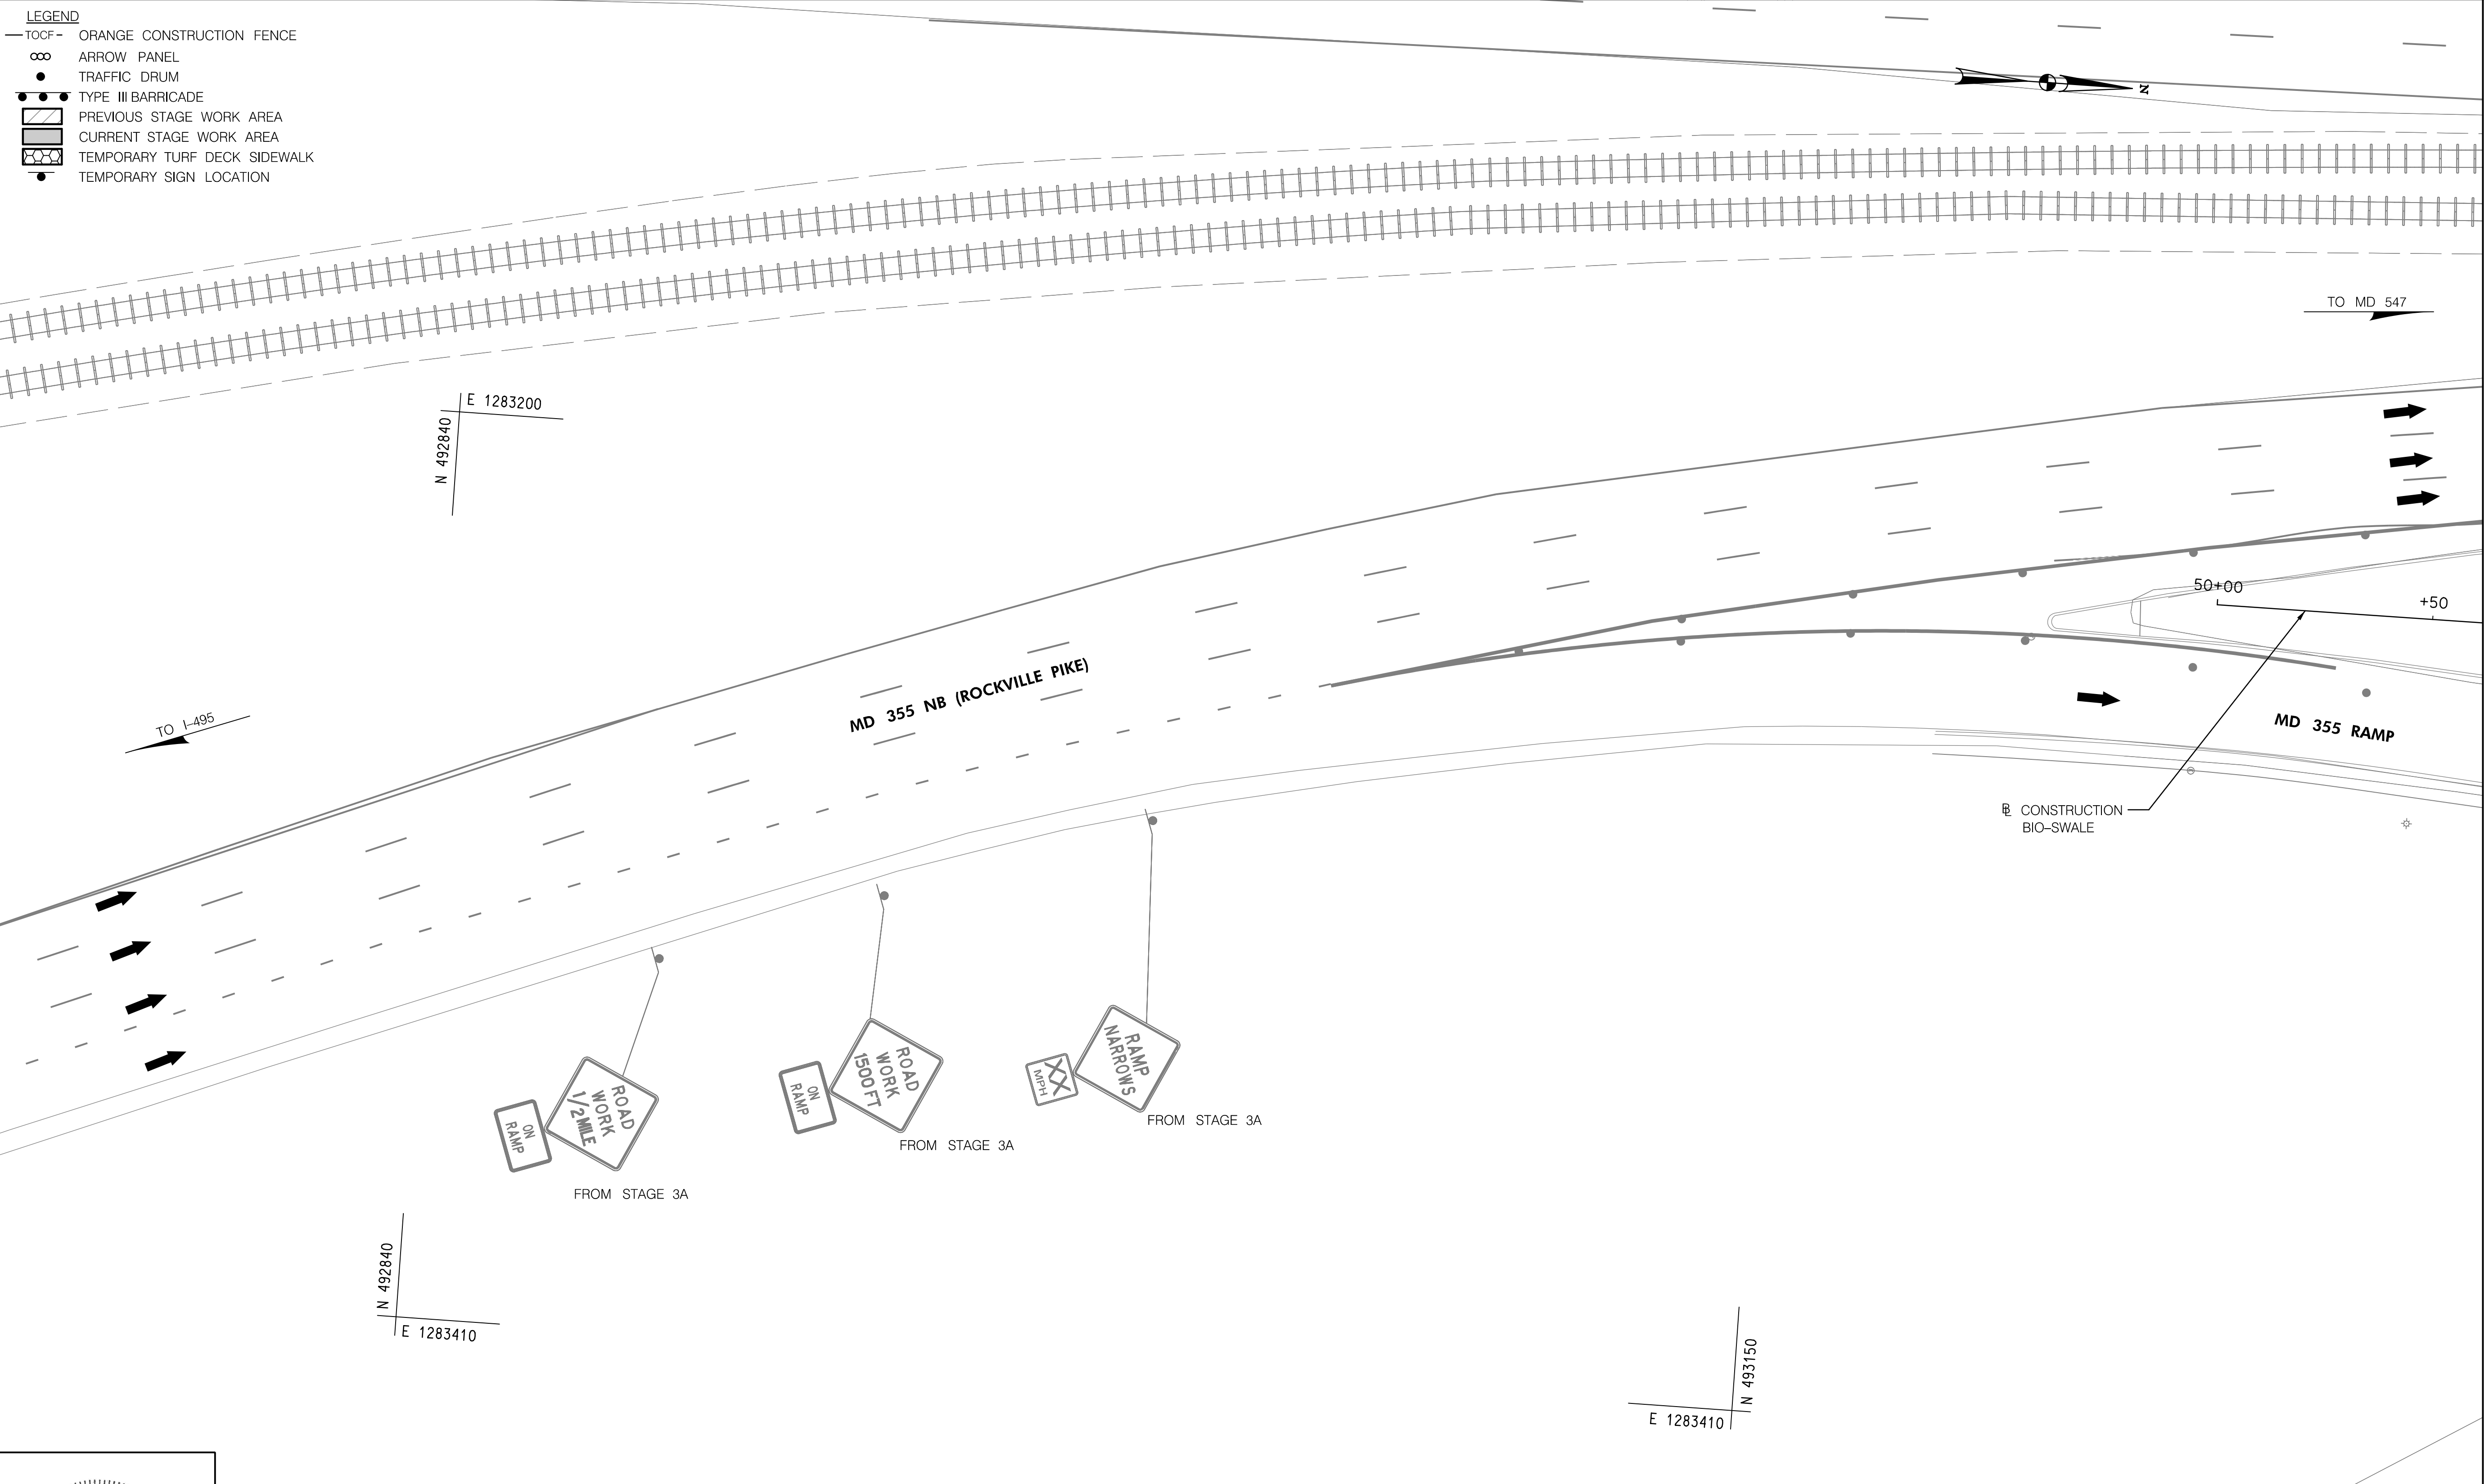 LEGEND
TOCF ORANGE CONSTRUCTION FENCE
ARROW PANEL
TRAFFIC DRUM
TYPE III BARRICADE
PREVIOUS STAGE WORK AREA
CURRENT STAGE WORK AREA
TEMPORARY TURF DECK SIDEWALK
TEMPORARY SIGN LOCATION
N
TO MD 547
E 1283200
N 492840
50+00
+50
MD 355 NB (ROCKVILLE PIKE)
TO I-495
MD 355 RAMP
BL CONSTRUCTION
BIO-SWALE
ROAD
WORK
1/2 MILE
ON
RAMP
FROM STAGE 3A
ROAD
WORK
1500 FT
ON
RAMP
FROM STAGE 3A
RAMP
NARROWS
XX
MPH
FROM STAGE 3A
N 492840
E 1283410
N 493150
E 1283410